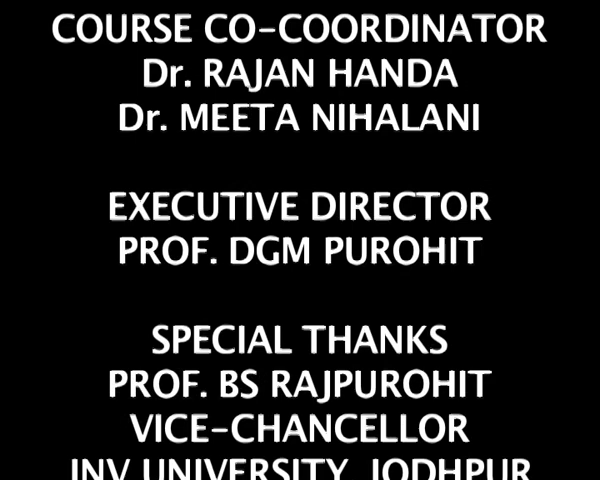 COURSE CO-COORDINATOR
Dr. RAJAN HANDA
Dr. MEETA NIHALANI
EXECUTIVE DIRECTOR
PROF. DGM PUROHIT
SPECIAL THANKS
PROF. BS RAJPUROHIT
VICE-CHANCELLOR
JNV UNIVERSITY, JODHPUR